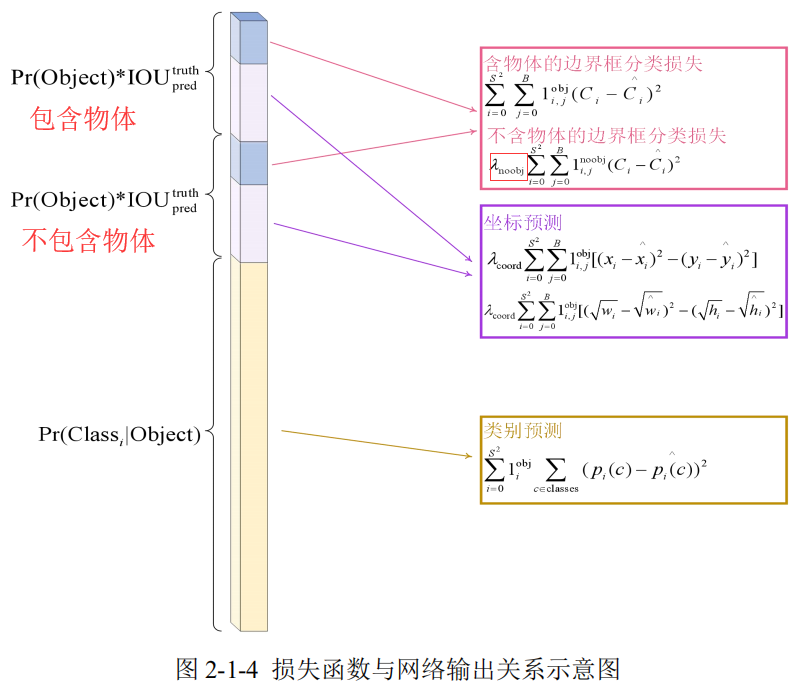 Pr(Object)*IOU^{truth}_{pred}
包含物体
Pr(Object)*IOU^{truth}_{pred}
不包含物体
Pr(Class_i|Object)
含物体的边界框分类损失
\sum_{i=0}^{S^2} \sum_{j=0}^{B} 1_{i,j}^{obj} (C_i - \hat{C}_i)^2
不含物体的边界框分类损失
\lambda_{noobj} \sum_{i=0}^{S^2} \sum_{j=0}^{B} 1_{i,j}^{noobj} (C_i - \hat{C}_i)^2
坐标预测
\lambda_{coord} \sum_{i=0}^{S^2} \sum_{j=0}^{B} 1_{i,j}^{obj} [(x_i - \hat{x}_i)^2 - (y_i - \hat{y}_i)^2]
\lambda_{coord} \sum_{i=0}^{S^2} \sum_{j=0}^{B} 1_{i,j}^{obj} [(\sqrt{w_i} - \sqrt{\hat{w}_i})^2 - (\sqrt{h_i} - \sqrt{\hat{h}_i})^2]
类别预测
\sum_{i=0}^{S^2} 1_i^{obj} \sum_{c∈classes} (p_i(c) - \hat{p_i(c)})^2
图 2-1-4 损失函数与网络输出关系示意图